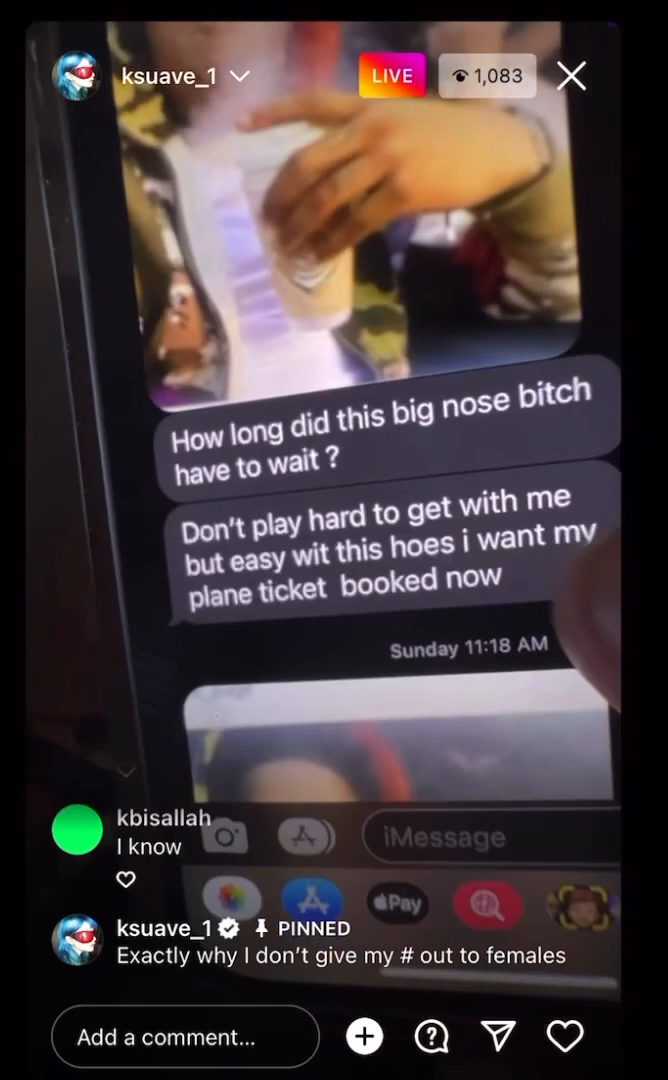 ksuave_1
LIVE
1,083
How long did this big nose bitch
have to wait ?
Don't play hard to get with me
but easy wit this hoes i want my
plane ticket booked now
Sunday 11:18 AM
kbisallah
I know
iMessage
Pay
ksuave_1 PINNED
Exactly why I don't give my # out to females
Add a comment...